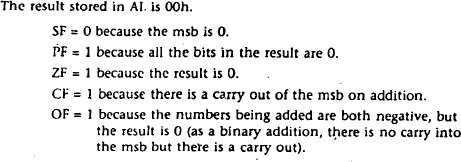 The result stored in AL is 00h.
SF = 0 because the msb is 0.
PF = 1 because all the bits in the result are 0.
ZF = 1 because the result is 0.
CF = 1 because there is a carry out of the msb on addition.
OF = 1 because the numbers being added are both negative, but
the result is 0 (as a binary addition, there is no carry into
the msb but there is a carry out).